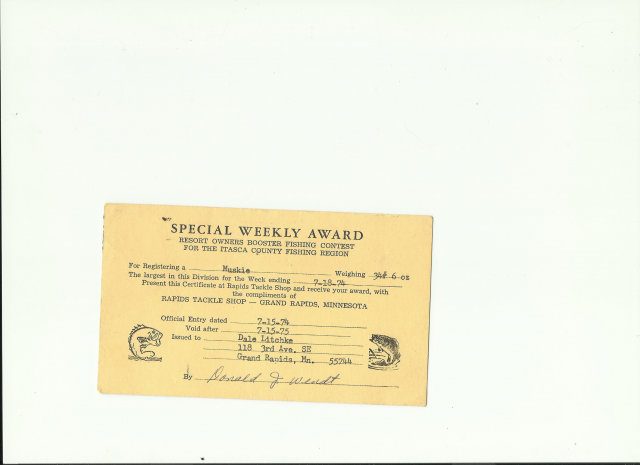 SPECIAL WEEKLY AWARD
RESORT OWNERS BOOSTER FISHING CONTEST
FOR THE ITASCA COUNTY FISHING REGION
For Registering a Muskie Weighing 34# 6 oz
The largest in this Division for the Week ending 7-18-74
Present this Certificate at Rapids Tackle Shop and receive your award, with
the compliments of
RAPIDS TACKLE SHOP — GRAND RAPIDS, MINNESOTA
Official Entry dated 7-15-74
Void after 7-15-75
Issued to Dale Litchke
118 3rd Ave. SE
Grand Rapids, Mn. 55744
By Donald J Wendt